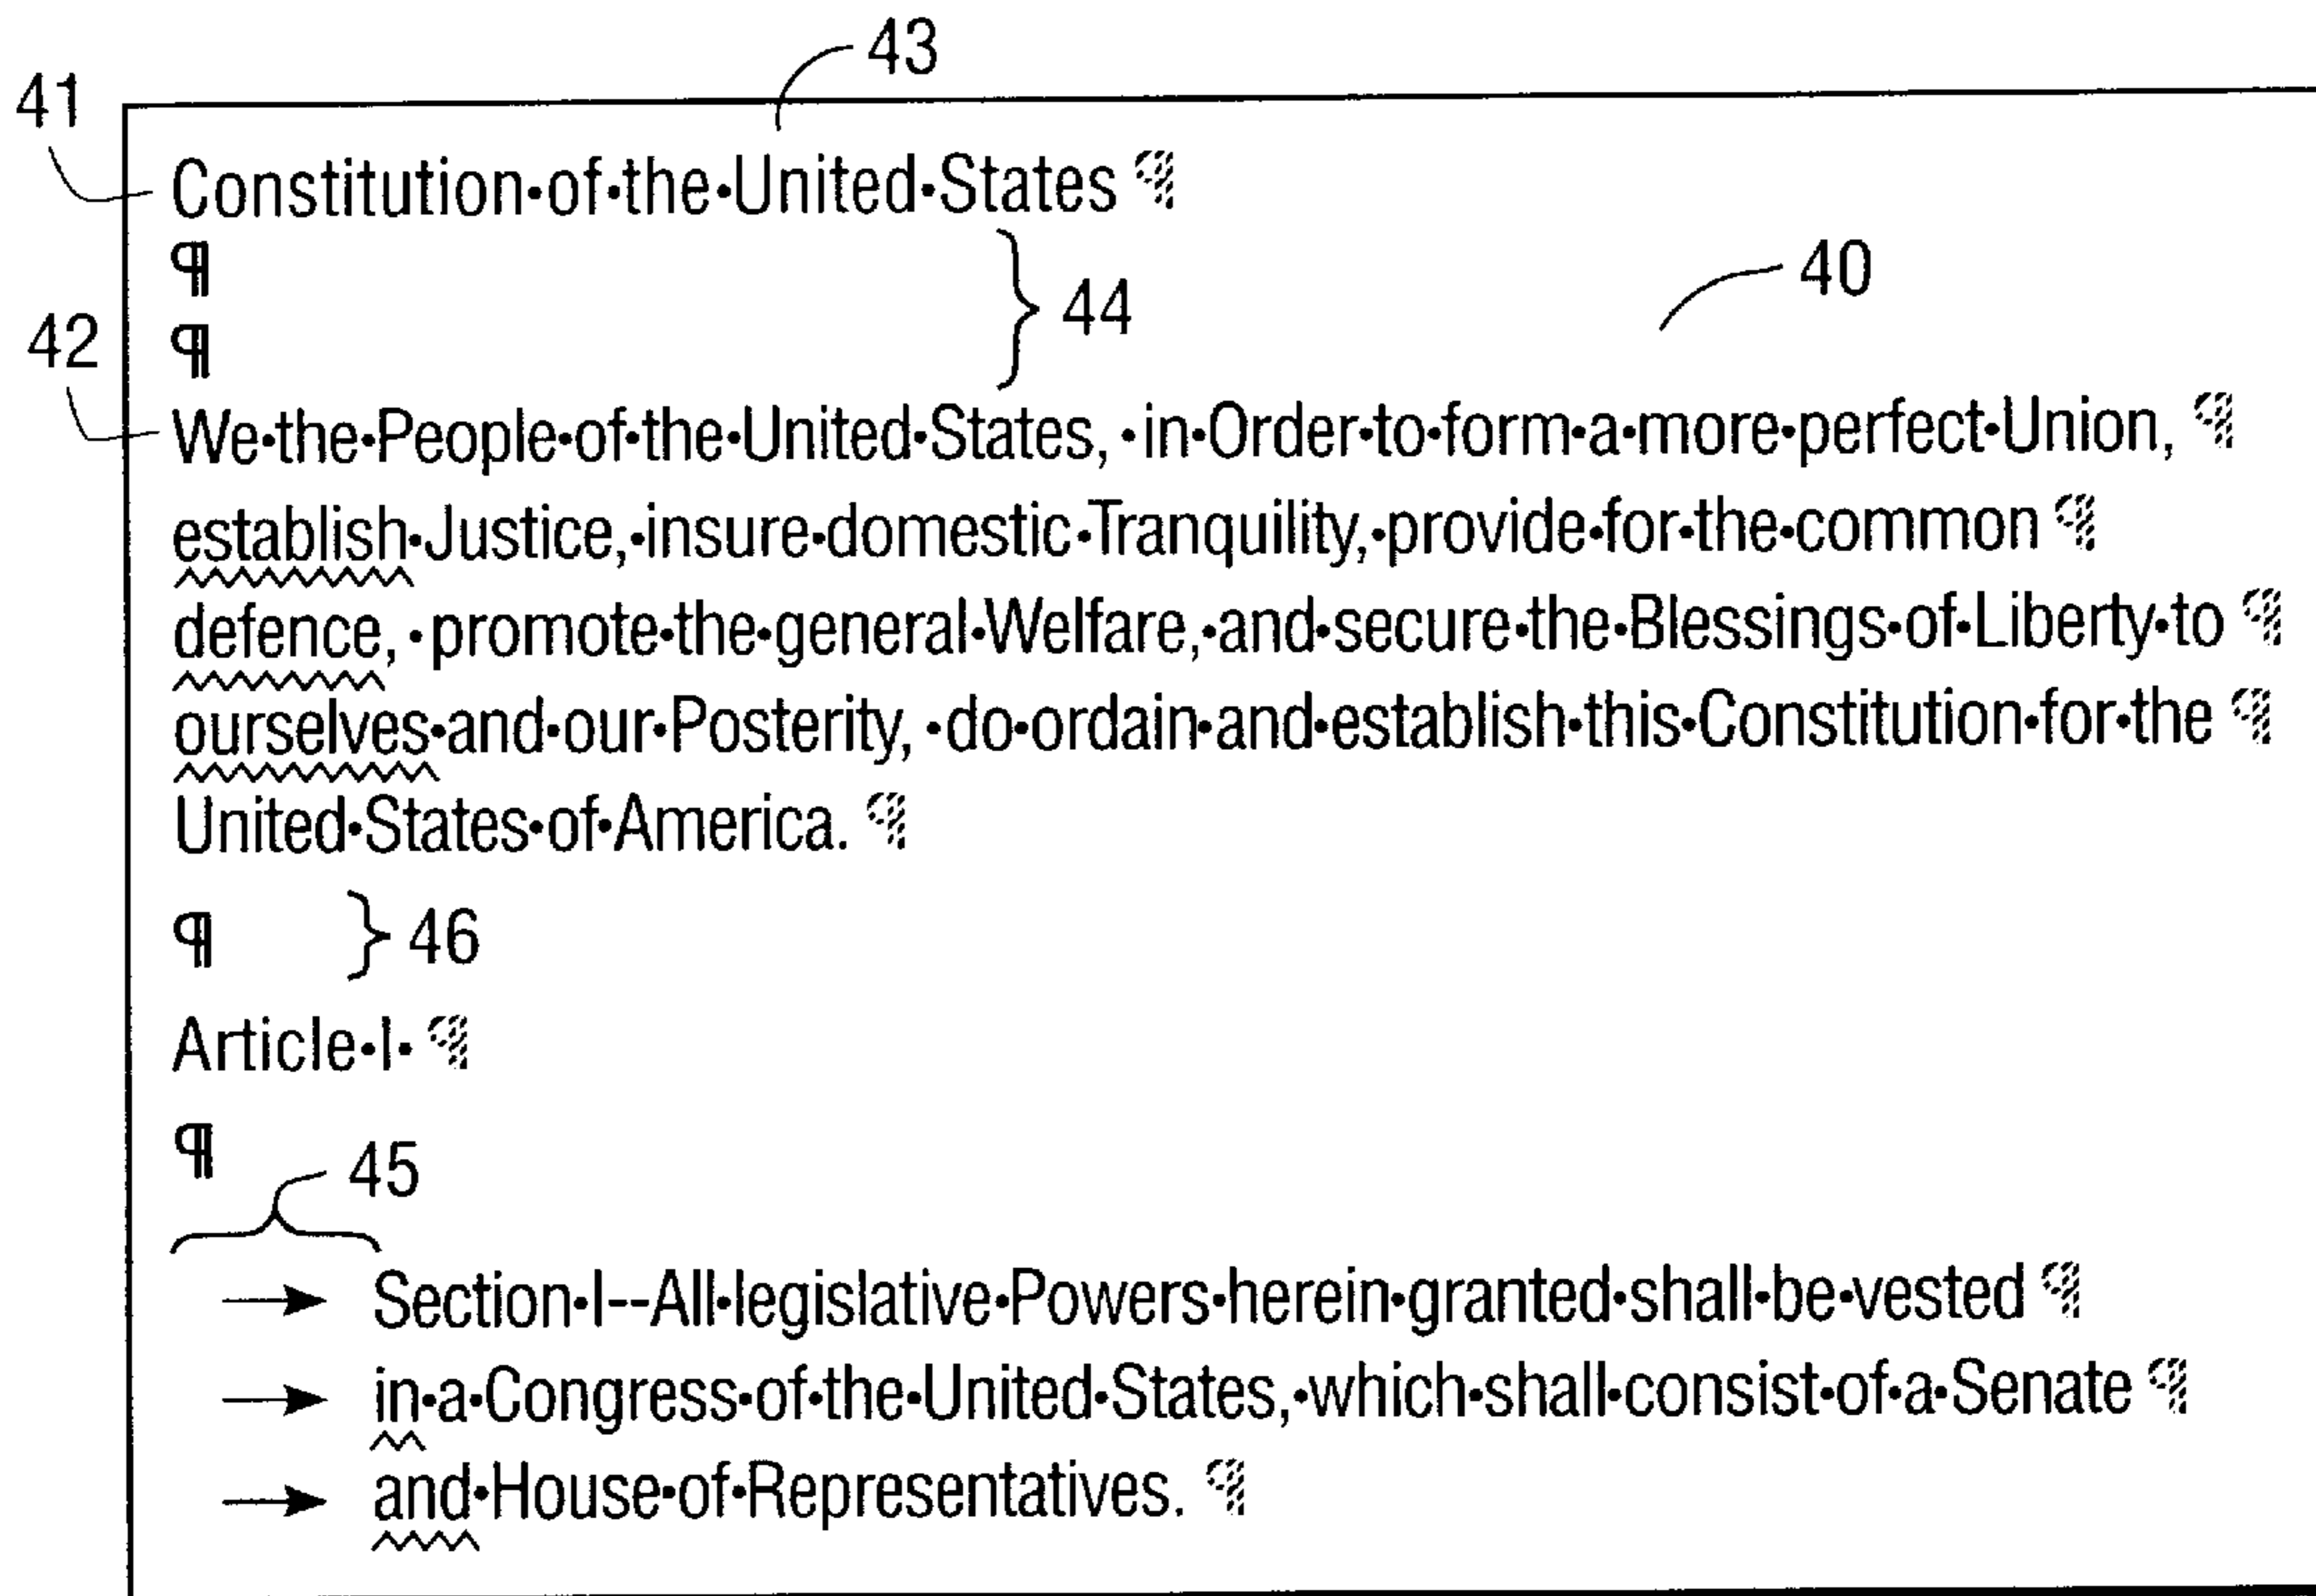 43
41
Constitution·of·the·United·States ¶
¶
44
40
¶
42
We·the·People·of·the·United·States, ·in·Order·to·form·a·more·perfect·Union, ¶
establish·Justice,·insure·domestic·Tranquility,·provide·for·the·common ¶
defence, ·promote·the·general·Welfare,·and·secure·the·Blessings·of·Liberty·to ¶
ourselves·and·our·Posterity, ·do·ordain·and·establish·this·Constitution·for·the ¶
United·States·of·America. ¶
¶ } 46
Article·I· ¶
¶
45
→ Section·I--All·legislative·Powers·herein·granted·shall·be·vested ¶
→ in·a·Congress·of·the·United·States,·which·shall·consist·of·a·Senate ¶
→ and·House·of·Representatives. ¶